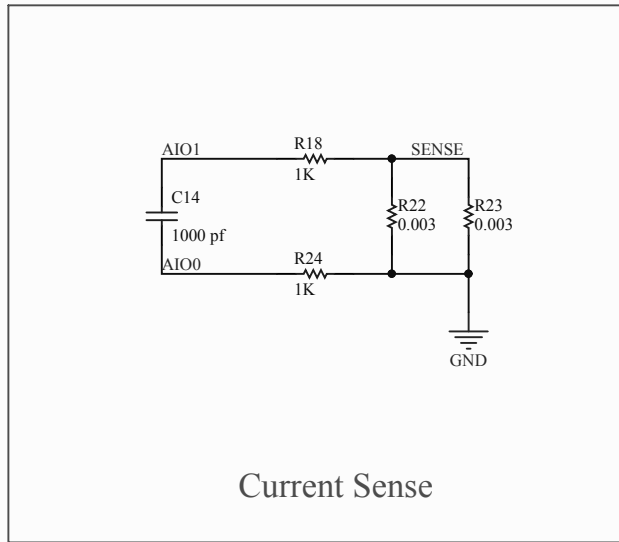 R18
AIO1
SENSE
1K
C14
R22
R23
0.003
0.003
1000 pf
R24
AIO0
1K
GND
Current Sense